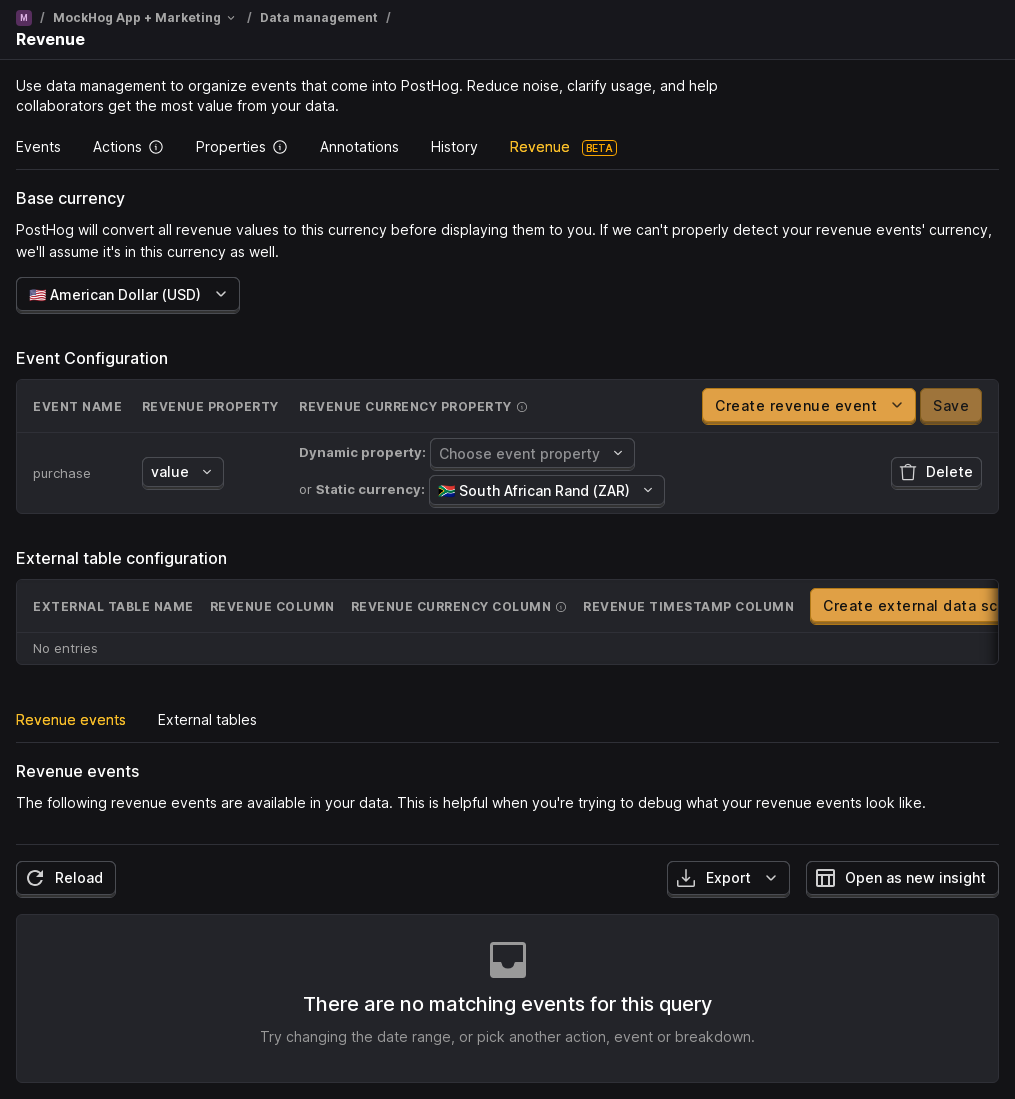 M / MockHog App + Marketing / Data management /
Revenue
Use data management to organize events that come into PostHog. Reduce noise, clarify usage, and help
collaborators get the most value from your data.
Events Actions Properties Annotations History Revenue BETA
Base currency
PostHog will convert all revenue values to this currency before displaying them to you. If we can't properly detect your revenue events' currency,
we'll assume it's in this currency as well.
🇺🇸 American Dollar (USD)
Event Configuration
EVENT NAME REVENUE PROPERTY REVENUE CURRENCY PROPERTY Create revenue event Save
Dynamic property: Choose event property
purchase value Delete
or Static currency: 🇿🇦 South African Rand (ZAR)
External table configuration
EXTERNAL TABLE NAME REVENUE COLUMN REVENUE CURRENCY COLUMN REVENUE TIMESTAMP COLUMN Create external data sc
No entries
Revenue events External tables
Revenue events
The following revenue events are available in your data. This is helpful when you're trying to debug what your revenue events look like.
Reload Export Open as new insight
There are no matching events for this query
Try changing the date range, or pick another action, event or breakdown.